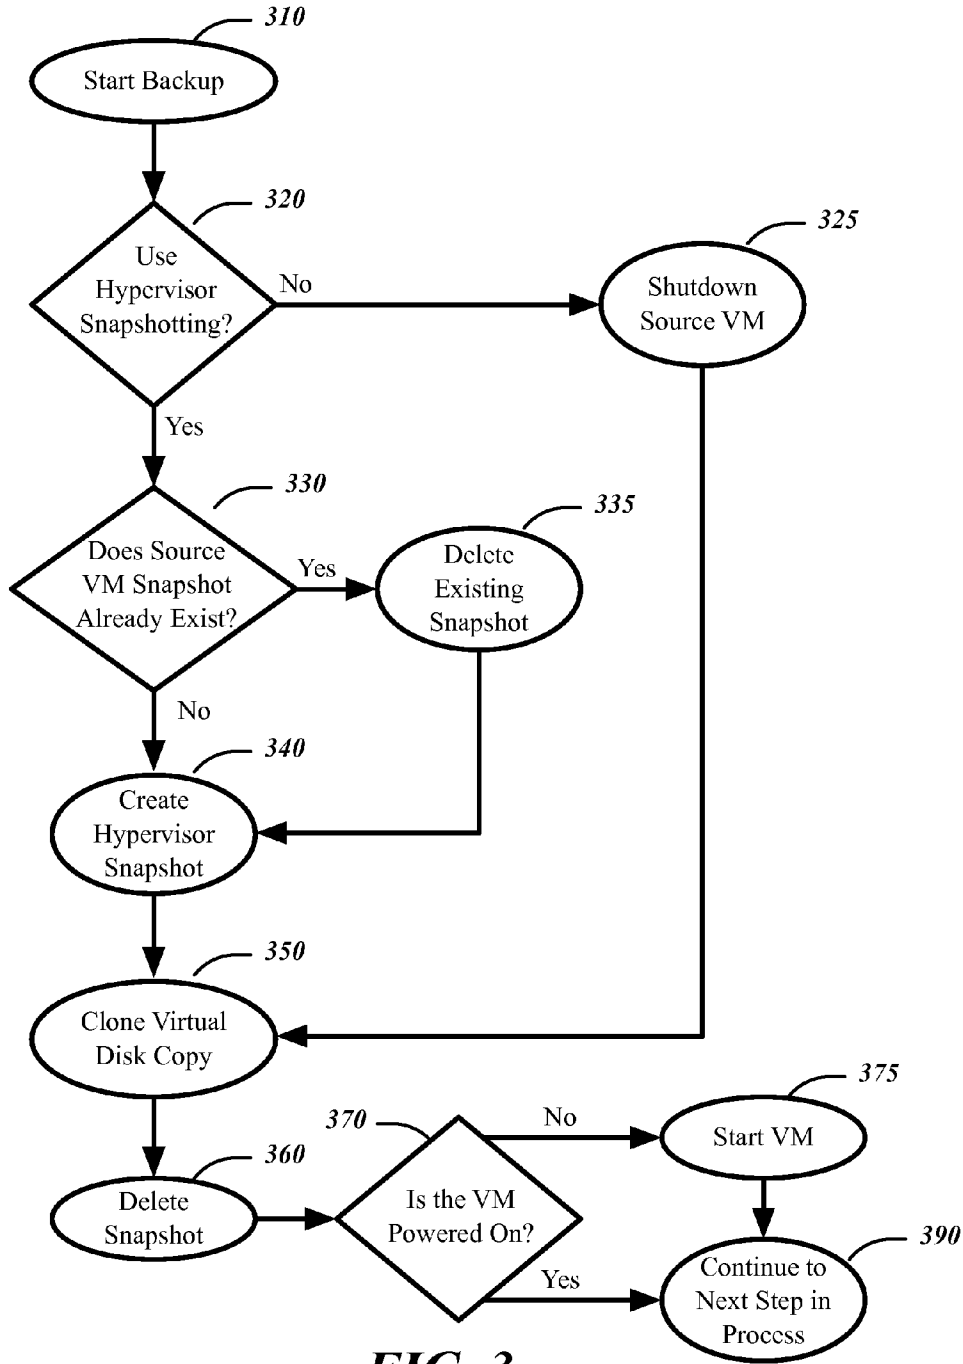 310
Start Backup
320
325
Use
Hypervisor
Snapshotting?
No
Shutdown
Source VM
Yes
330
335
Does Source
VM Snapshot
Already Exist?
Yes
Delete
Existing
Snapshot
No
340
Create
Hypervisor
Snapshot
350
Clone Virtual
Disk Copy
360
Delete
Snapshot
370
Is the VM
Powered On?
No
375
Start VM
Yes
390
Continue to
Next Step in
Process
FIG. 3